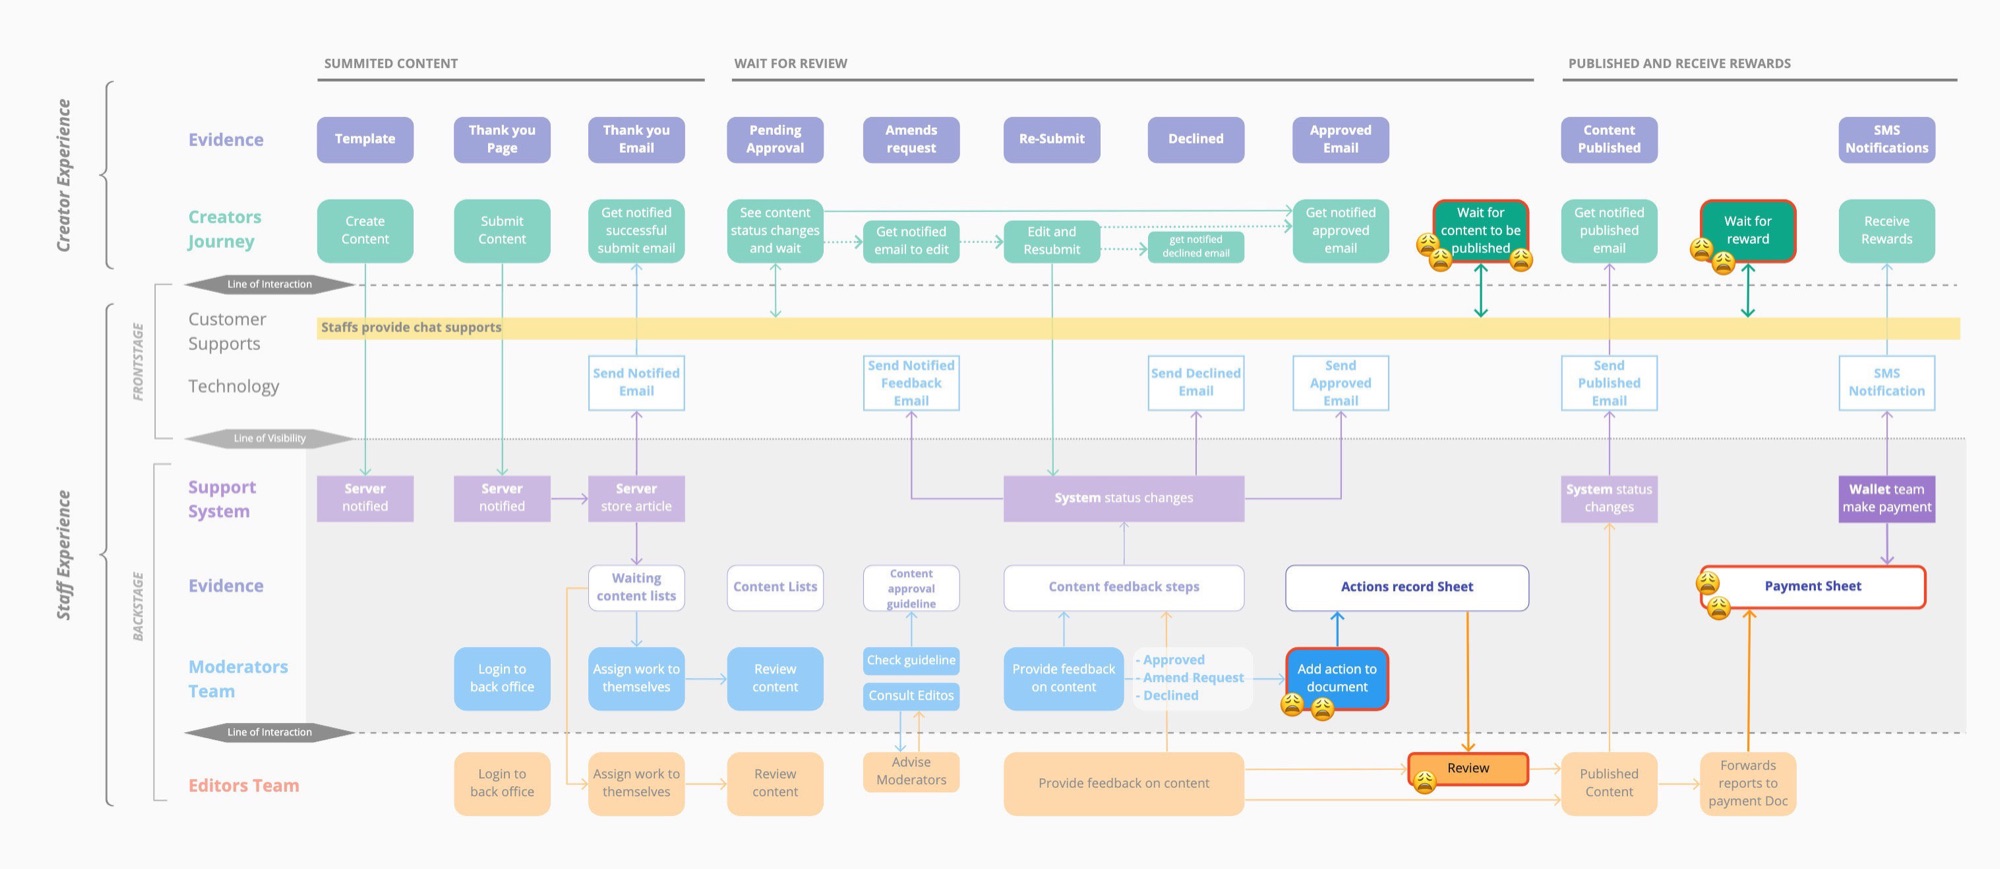 SUMMITED CONTENT
WAIT FOR REVIEW
PUBLISHED AND RECEIVE REWARDS
Creator Experience
Evidence
Template
Thank you
Page
Thank you
Email
Pending
Approval
Amends
request
Re-Submit
Declined
Approved
Email
Content
Published
SMS
Notifications
Creators
Journey
Create
Content
Submit
Content
Get notified
successful
submit email
See content
status changes
and wait
Get notified
email to edit
Edit and
Resubmit
get notified
declined email
Get notified
approved
email
Wait for
content to be
published
Get notified
published
email
Wait for
reward
Receive
Rewards
Line of Interaction
Staff Experience
FRONTSTAGE
Customer
Supports
Staffs provide chat supports
Technology
Send Notified
Email
Send Notified
Feedback
Email
Send Declined
Email
Send
Approved
Email
Send
Published
Email
SMS
Notification
Line of Visibility
BACKSTAGE
Support
System
Server
notified
Server
notified
Server
store article
System status changes
System status
changes
Wallet team
make payment
Evidence
Waiting
content lists
Content Lists
Content
approval
guideline
Content feedback steps
Actions record Sheet
Payment Sheet
Moderators
Team
Login to
back office
Assign work to
themselves
Review
content
Check guideline
Consult Editos
Provide feedback
on content
- Approved
- Amend Request
- Declined
Add action to
document
Line of Interaction
Editors Team
Login to
back office
Assign work to
themselves
Review
content
Advise
Moderators
Provide feedback on content
Review
Published
Content
Forwards
reports to
payment Doc